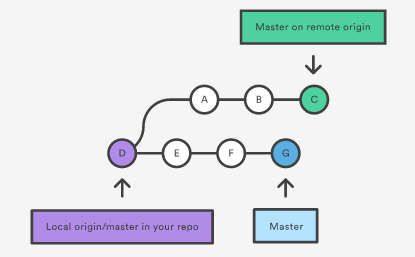 Master on remote origin
A B C
D E F G
Local origin/master in your repo
Master